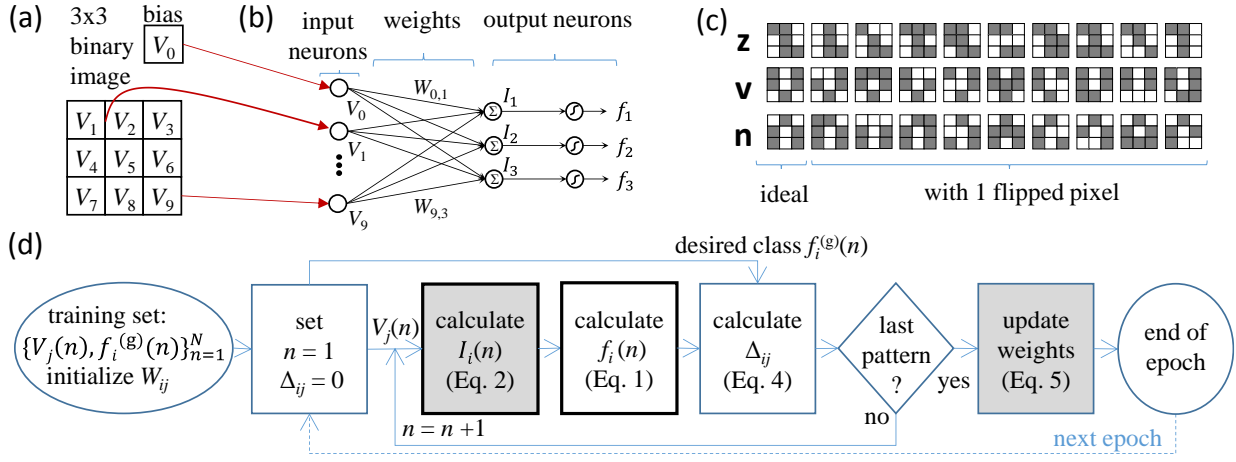 (a)
3x3
binary
image
bias
V0
V1 V2 V3
V4 V5 V6
V7 V8 V9
(b)
input
neurons
weights
output neurons
V0
V1
V9
W0,1
W9,3
Σ I1 f1
Σ I2 f2
Σ I3 f3
(c)
z
v
n
ideal
with 1 flipped pixel
(d)
desired class fi(g)(n)
training set:
{Vj(n), fi(g)(n)}Nn=1
initialize Wij
set
n = 1
Δij = 0
Vj(n)
calculate
Ii(n)
(Eq. 2)
calculate
fi(n)
(Eq. 1)
calculate
Δij
(Eq. 4)
last
pattern
?
yes
no
n = n +1
update
weights
(Eq. 5)
end of
epoch
next epoch